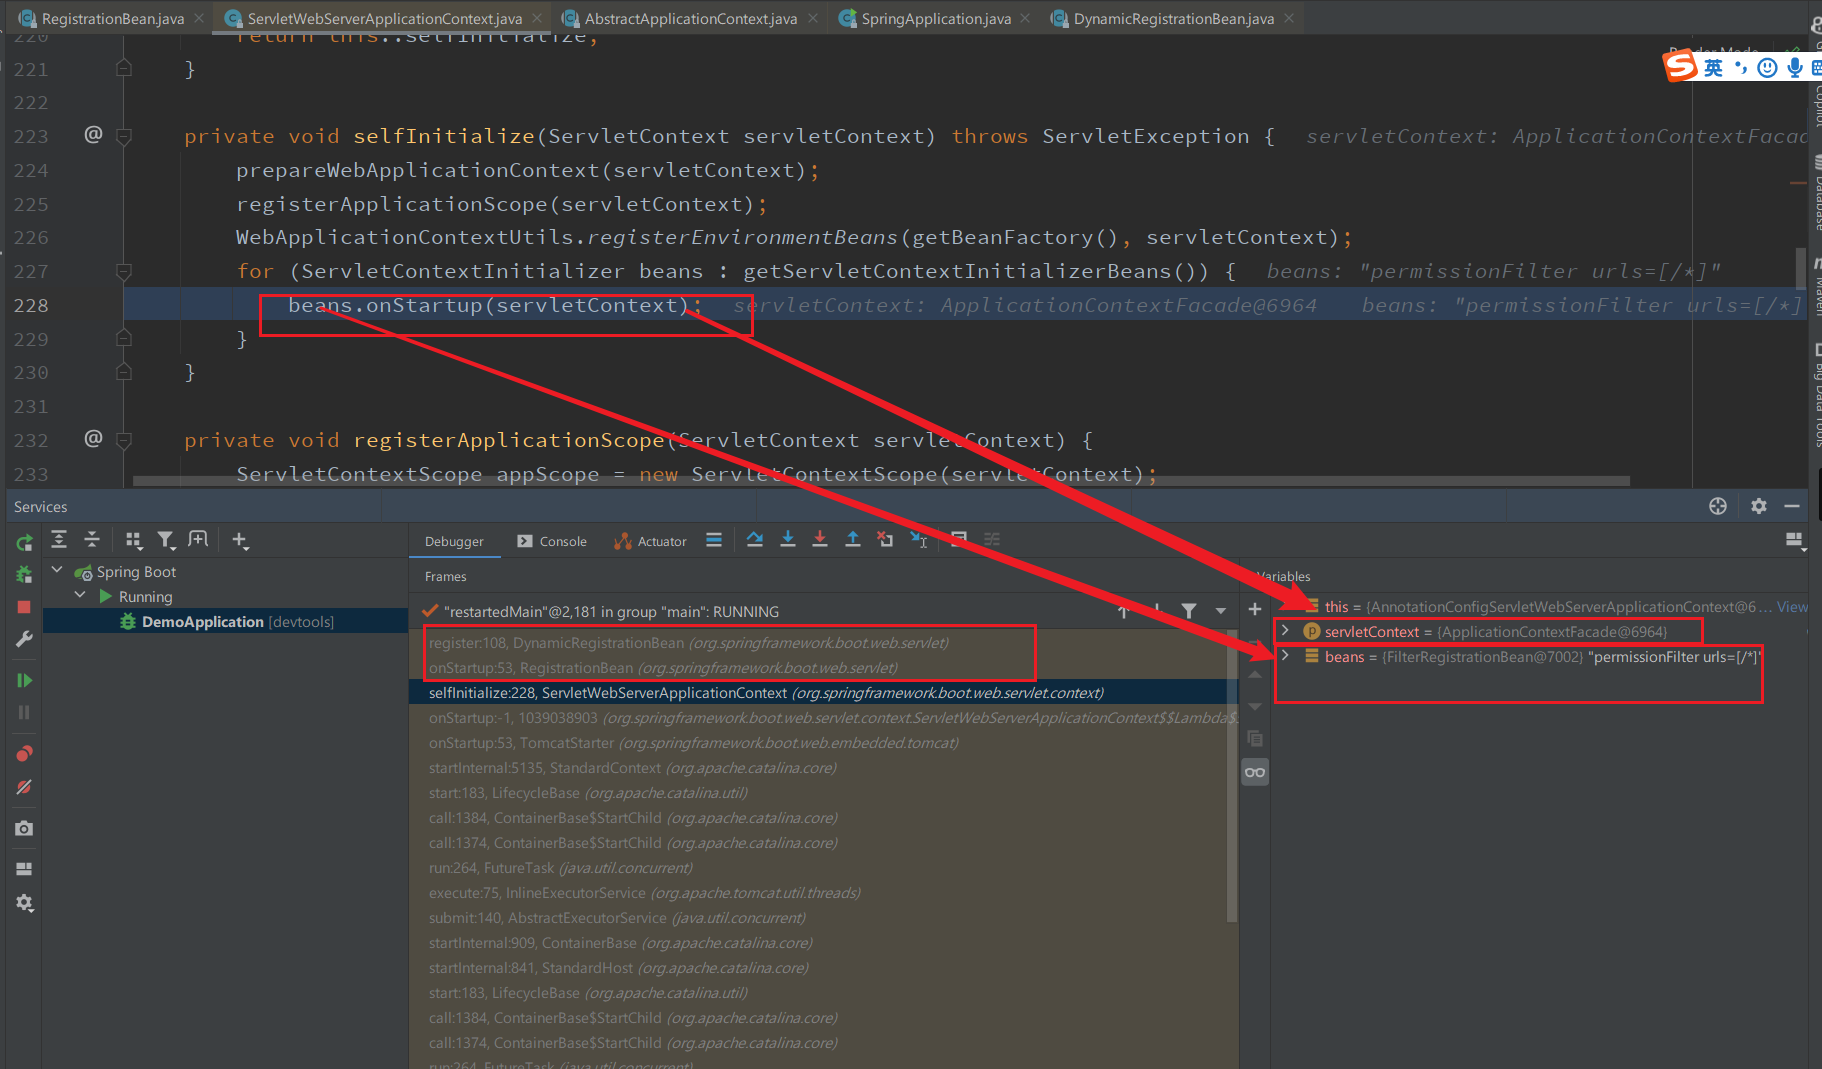 RegistrationBean.java ServletWebServerApplicationContext.java AbstractApplicationContext.java SpringApplication.java DynamicRegistrationBean.java
220 return this::selfInitialize;
221 }
222
223 @ private void selfInitialize(ServletContext servletContext) throws ServletException { servletContext: ApplicationContextFacad
224 prepareWebApplicationContext(servletContext);
225 registerApplicationScope(servletContext);
226 WebApplicationContextUtils.registerEnvironmentBeans(getBeanFactory(), servletContext);
227 for (ServletContextInitializer beans : getServletContextInitializerBeans()) { beans: "permissionFilter urls=[/*]"
228 beans.onStartup(servletContext); servletContext: ApplicationContextFacade@6964 beans: "permissionFilter urls=[/*]
229 }
230 }
231
232 @ private void registerApplicationScope(ServletContext servletContext) {
233 ServletContextScope appScope = new ServletContextScope(servletContext);
Render Mode
英
Copilot
Database
Maven
Big Data Tools
Services
Spring Boot
Running
DemoApplication [devtools]
Debugger Console Actuator
Frames
"restartedMain"@2,181 in group "main": RUNNING
register:108, DynamicRegistrationBean (org.springframework.boot.web.servlet)
onStartup:53, RegistrationBean (org.springframework.boot.web.servlet)
selfInitialize:228, ServletWebServerApplicationContext (org.springframework.boot.web.servlet.context)
onStartup:-1, 1039038903 (org.springframework.boot.web.servlet.context.ServletWebServerApplicationContext$$Lambda$
onStartup:53, TomcatStarter (org.springframework.boot.web.embedded.tomcat)
startInternal:5135, StandardContext (org.apache.catalina.core)
start:183, LifecycleBase (org.apache.catalina.util)
call:1384, ContainerBase$StartChild (org.apache.catalina.core)
call:1374, ContainerBase$StartChild (org.apache.catalina.core)
run:264, FutureTask (java.util.concurrent)
execute:75, InlineExecutorService (org.apache.tomcat.util.threads)
submit:140, AbstractExecutorService (java.util.concurrent)
startInternal:909, ContainerBase (org.apache.catalina.core)
startInternal:841, StandardHost (org.apache.catalina.core)
start:183, LifecycleBase (org.apache.catalina.util)
call:1384, ContainerBase$StartChild (org.apache.catalina.core)
call:1374, ContainerBase$StartChild (org.apache.catalina.core)
run:264, FutureTask (java.util.concurrent)
Variables
this = {AnnotationConfigServletWebServerApplicationContext@6... View
servletContext = {ApplicationContextFacade@6964}
beans = {FilterRegistrationBean@7002} "permissionFilter urls=[/*]"